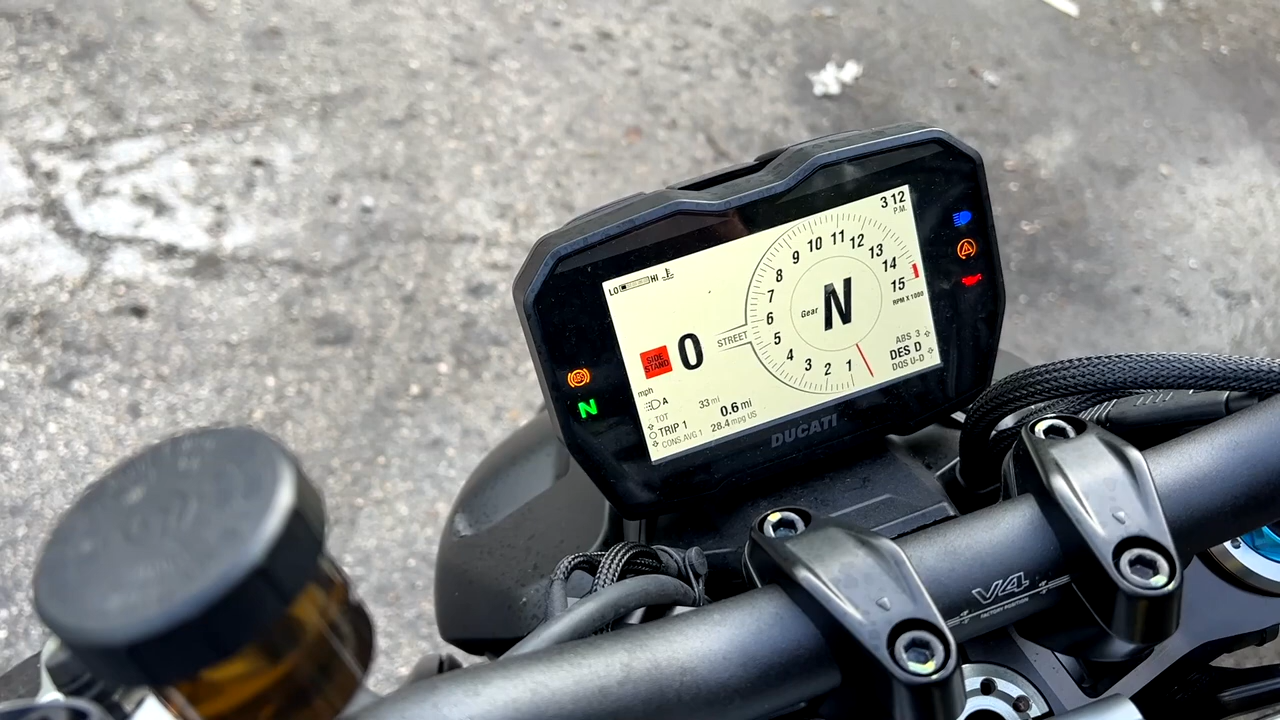 3 12
P.M.
LO HI
10 11 12
9 13
8 14
7 15
RPM X 1000
6
5
4 3 2 1
Gear N
STREET
SIDE
STAND
0
mph
A
TOT 33 mi
TRIP 1 0.6 mi
CONS.AVG 1 28.4 mpg US
ABS 3
DES D
DQS U-D
ABS
N
DUCATI
V4
FACTORY POSITION